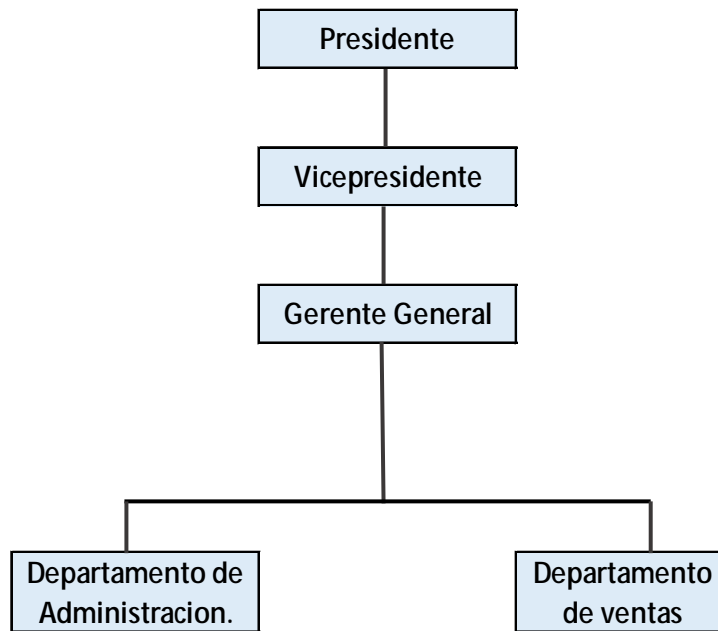 Presidente
Vicepresidente
Gerente General
Departamento de
Administracion.
Departamento
de ventas